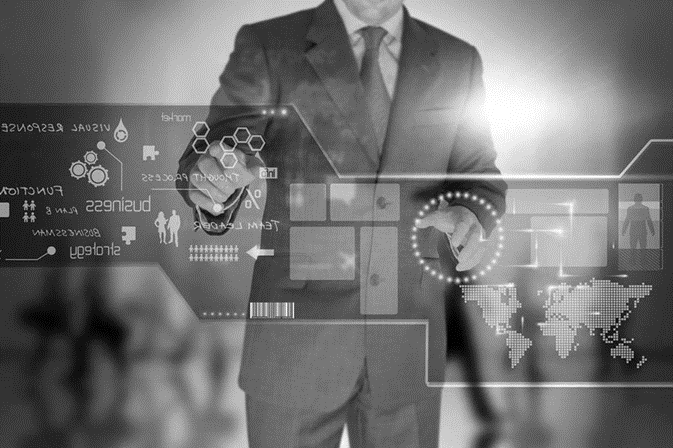 market
VISUAL RESPONSE
THOUGHT PROCESS
FUNCTION
%
business
PLAN B
TEAM LEADER
BUSINESSMAN
strategy